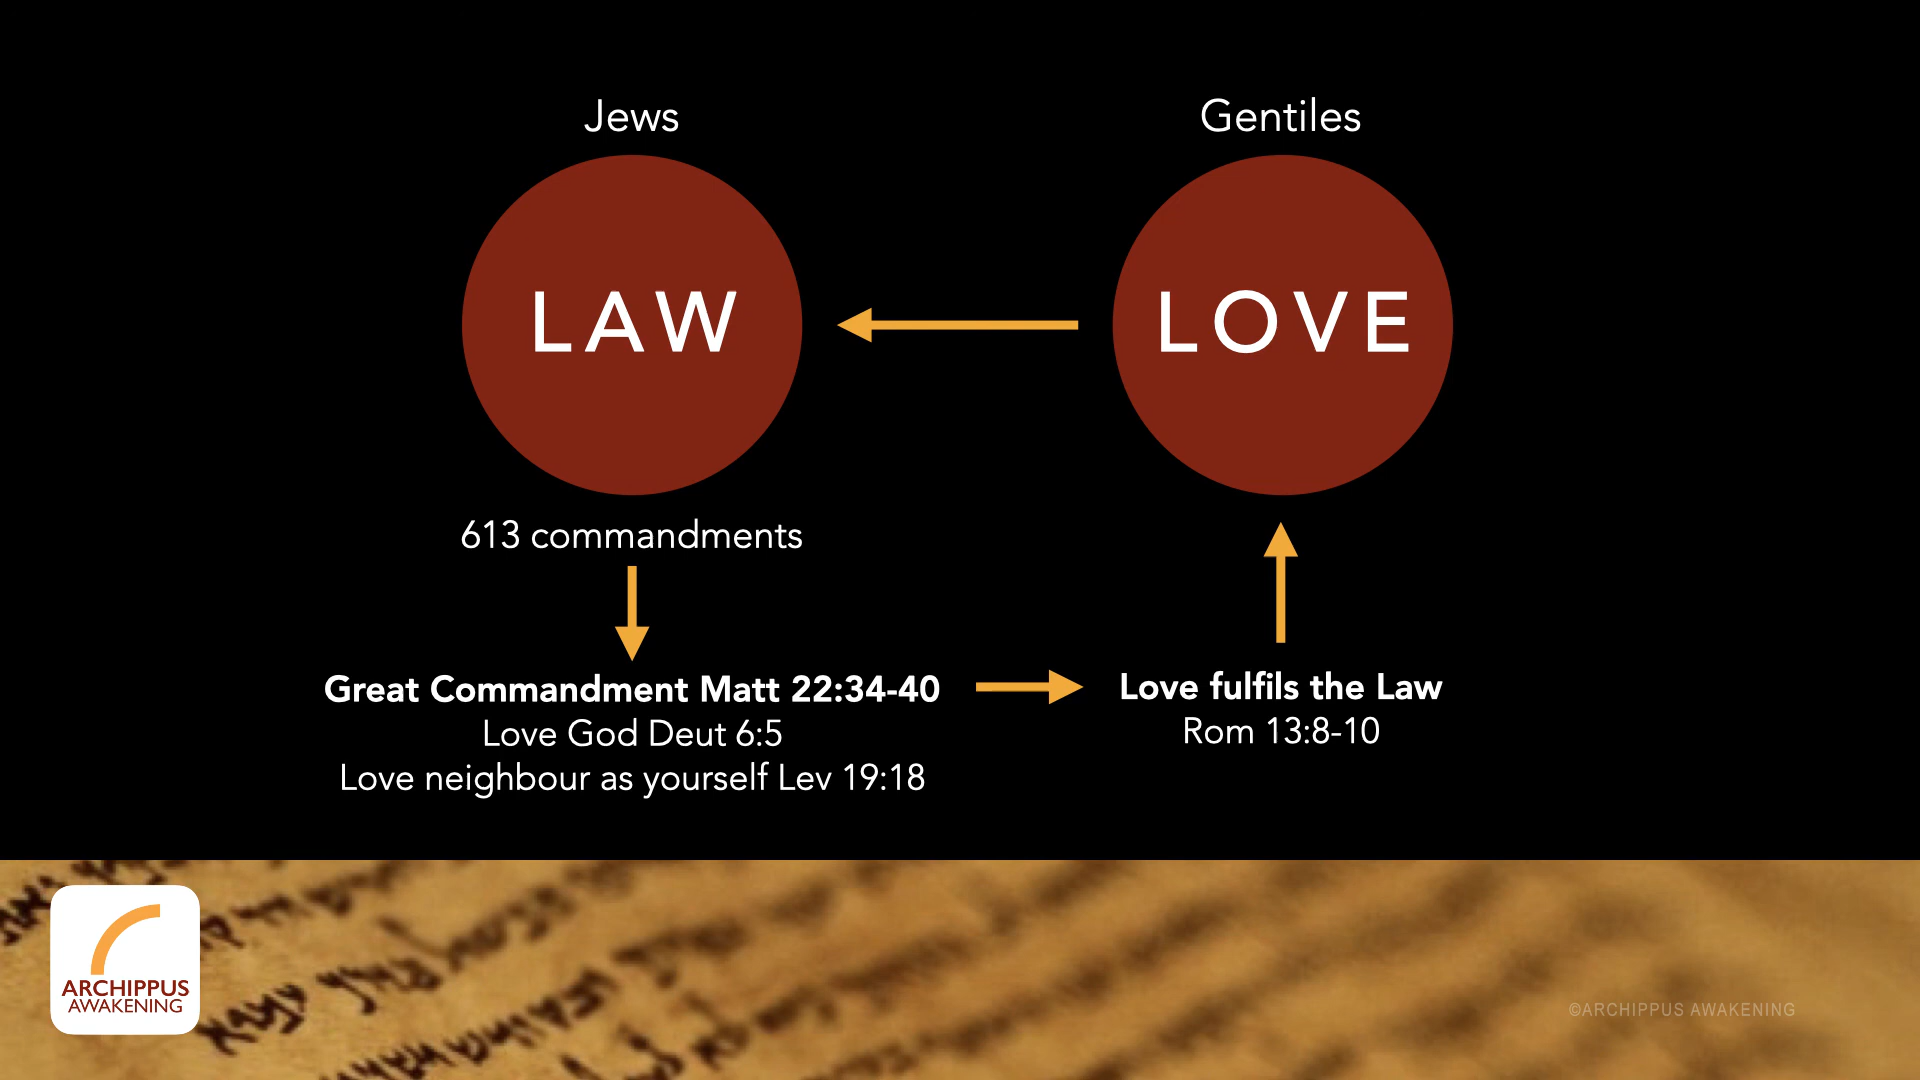 Jews
Gentiles
LAW
LOVE
613 commandments
Great Commandment Matt 22:34-40
Love God Deut 6:5
Love neighbour as yourself Lev 19:18
Love fulfils the Law
Rom 13:8-10
ARCHIPPUS
AWAKENING
©ARCHIPPUS AWAKENING